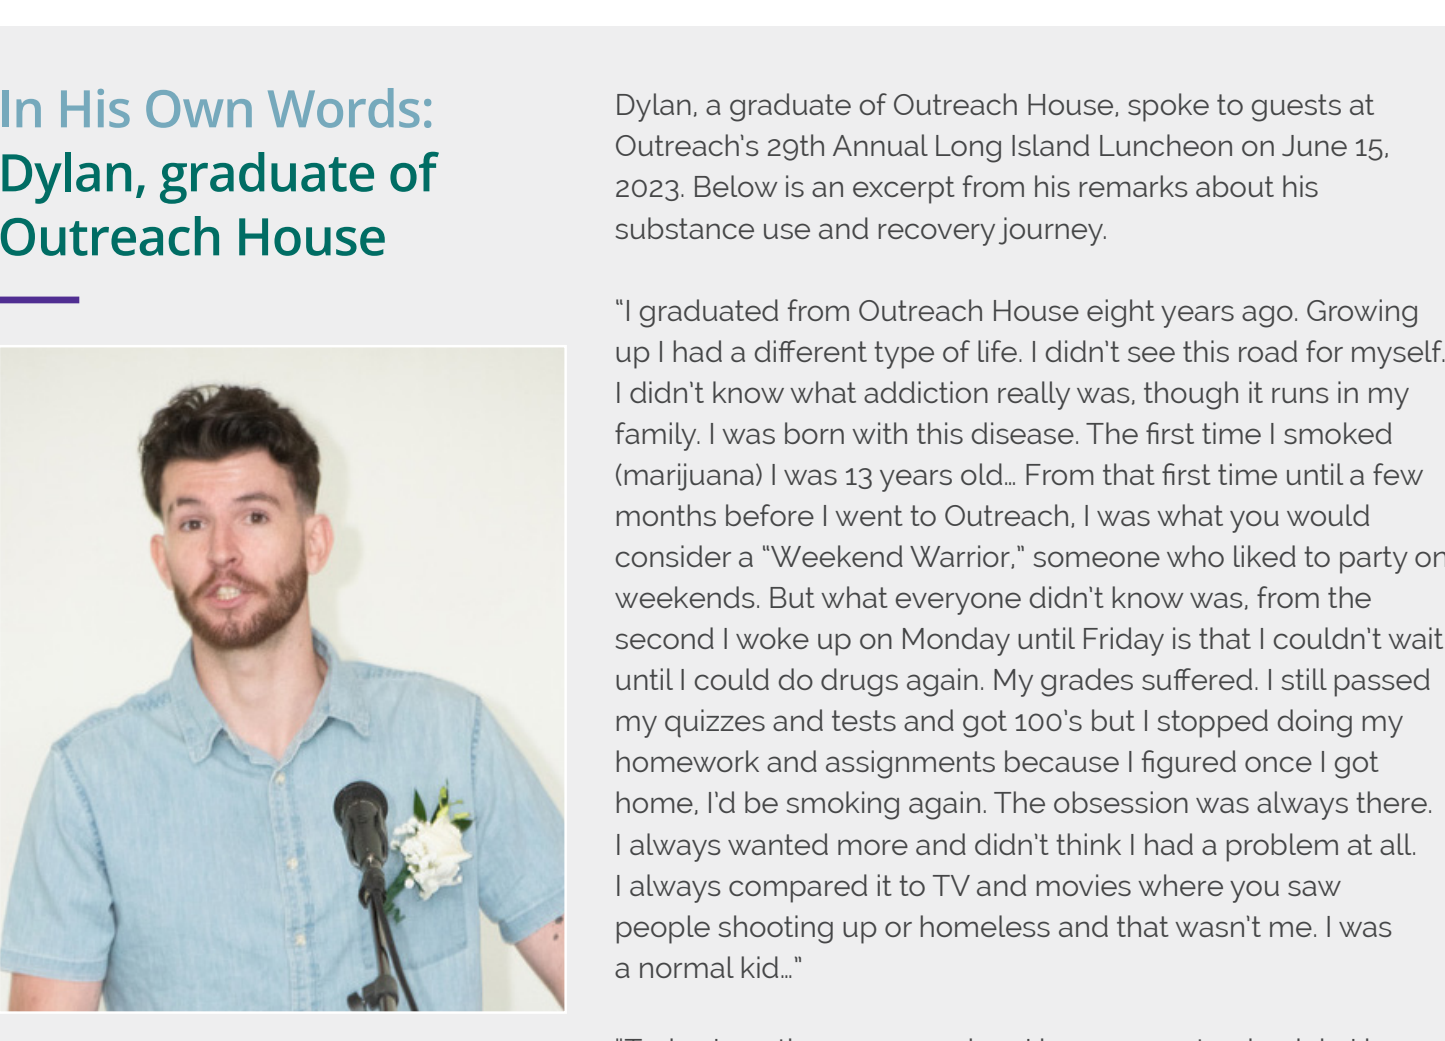 In His Own Words:
Dylan, graduate of
Outreach House
Dylan, a graduate of Outreach House, spoke to guests at
Outreach’s 29th Annual Long Island Luncheon on June 15,
2023. Below is an excerpt from his remarks about his
substance use and recovery journey.
“I graduated from Outreach House eight years ago. Growing
up I had a different type of life. I didn’t see this road for myself.
I didn’t know what addiction really was, though it runs in my
family. I was born with this disease. The first time I smoked
(marijuana) I was 13 years old… From that first time until a few
months before I went to Outreach, I was what you would
consider a “Weekend Warrior,” someone who liked to party on
weekends. But what everyone didn’t know was, from the
second I woke up on Monday until Friday is that I couldn’t wait
until I could do drugs again. My grades suffered. I still passed
my quizzes and tests and got 100’s but I stopped doing my
homework and assignments because I figured once I got
home, I’d be smoking again. The obsession was always there.
I always wanted more and didn’t think I had a problem at all.
I always compared it to TV and movies where you saw
people shooting up or homeless and that wasn’t me. I was
a normal kid…”